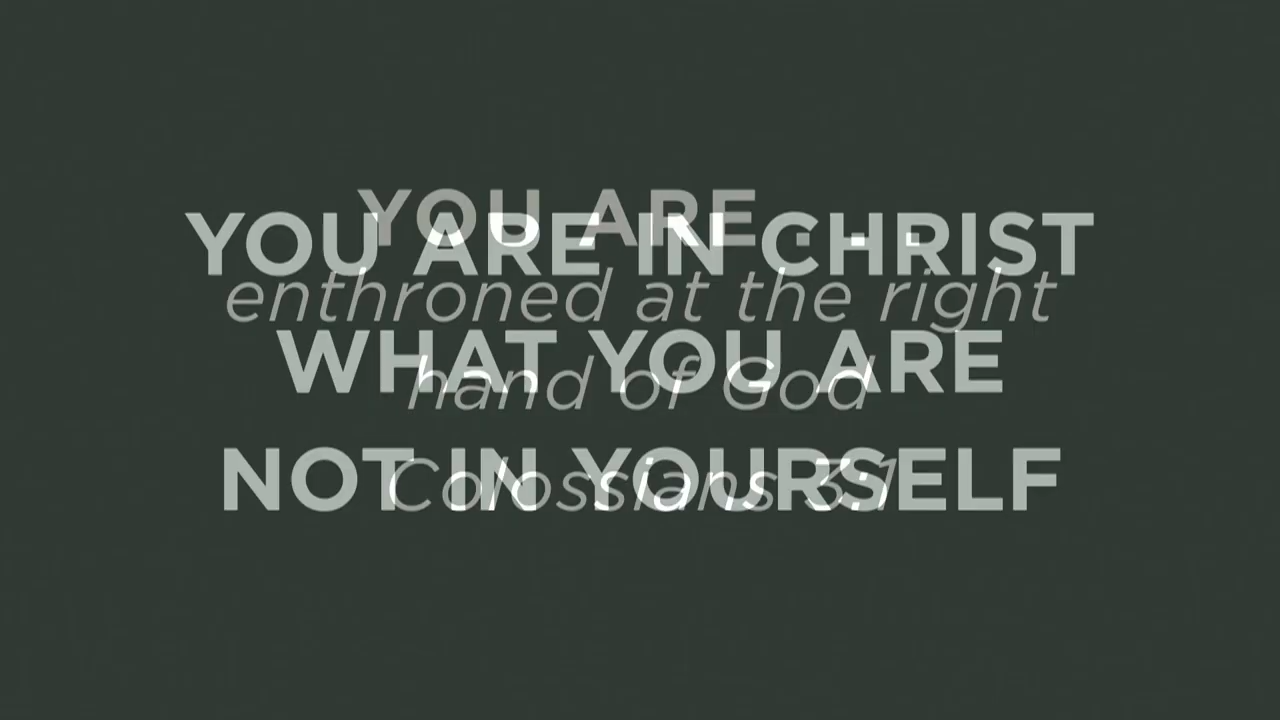 YOU ARE . . .
YOU ARE IN CHRIST
enthroned at the right
WHAT YOU ARE
hand of God
NOT IN YOURSELF
Colossians 3:1